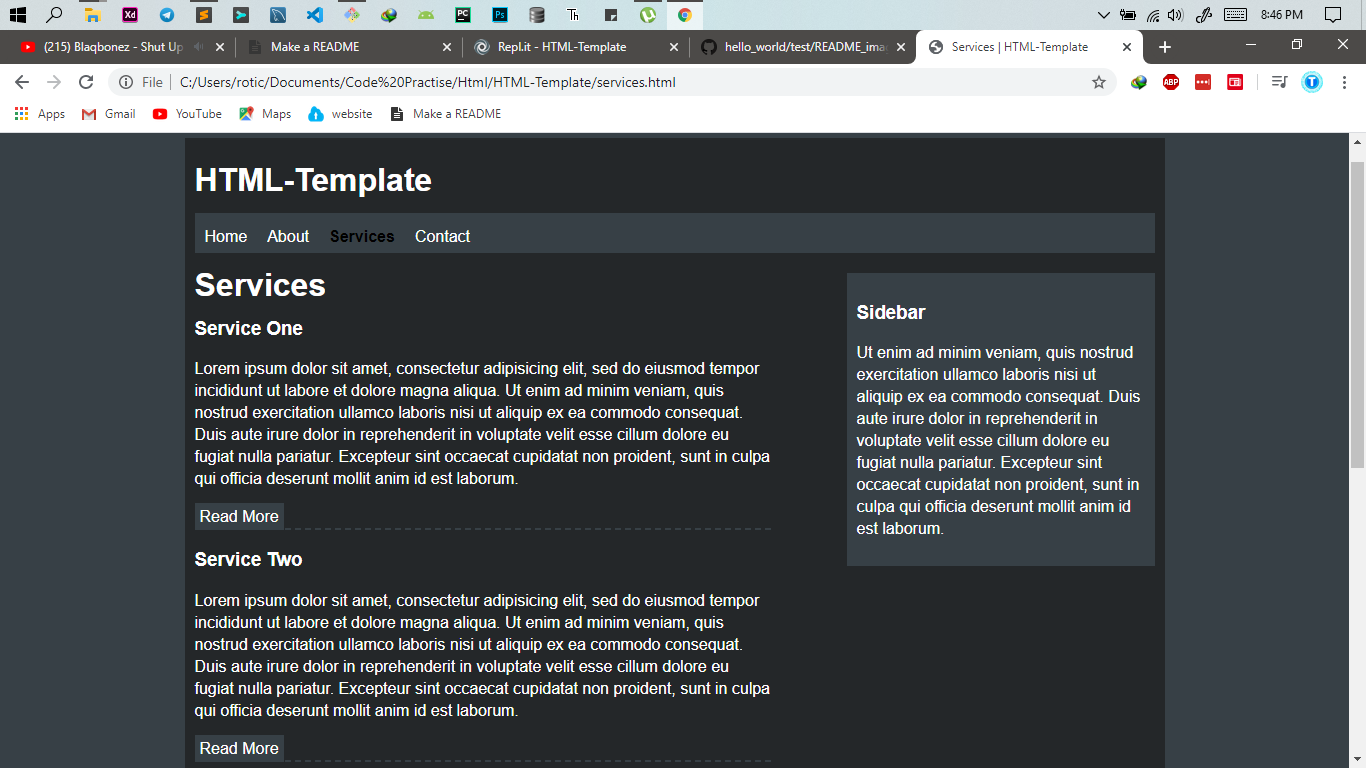 8:46 PM
(215) Blaqbonez - Shut Up
Make a README
Repl.it - HTML-Template
hello_world/test/README_ima
Services | HTML-Template
File
C:/Users/rotic/Documents/Code%20Practise/Html/HTML-Template/services.html
ABP
T
Apps
Gmail
YouTube
Maps
website
Make a README
HTML-Template
Home About Services Contact
Services
Service One
Lorem ipsum dolor sit amet, consectetur adipisicing elit, sed do eiusmod tempor
incididunt ut labore et dolore magna aliqua. Ut enim ad minim veniam, quis
nostrud exercitation ullamco laboris nisi ut aliquip ex ea commodo consequat.
Duis aute irure dolor in reprehenderit in voluptate velit esse cillum dolore eu
fugiat nulla pariatur. Excepteur sint occaecat cupidatat non proident, sunt in culpa
qui officia deserunt mollit anim id est laborum.
Read More
Service Two
Lorem ipsum dolor sit amet, consectetur adipisicing elit, sed do eiusmod tempor
incididunt ut labore et dolore magna aliqua. Ut enim ad minim veniam, quis
nostrud exercitation ullamco laboris nisi ut aliquip ex ea commodo consequat.
Duis aute irure dolor in reprehenderit in voluptate velit esse cillum dolore eu
fugiat nulla pariatur. Excepteur sint occaecat cupidatat non proident, sunt in culpa
qui officia deserunt mollit anim id est laborum.
Read More
Sidebar
Ut enim ad minim veniam, quis nostrud
exercitation ullamco laboris nisi ut
aliquip ex ea commodo consequat. Duis
aute irure dolor in reprehenderit in
voluptate velit esse cillum dolore eu
fugiat nulla pariatur. Excepteur sint
occaecat cupidatat non proident, sunt in
culpa qui officia deserunt mollit anim id
est laborum.